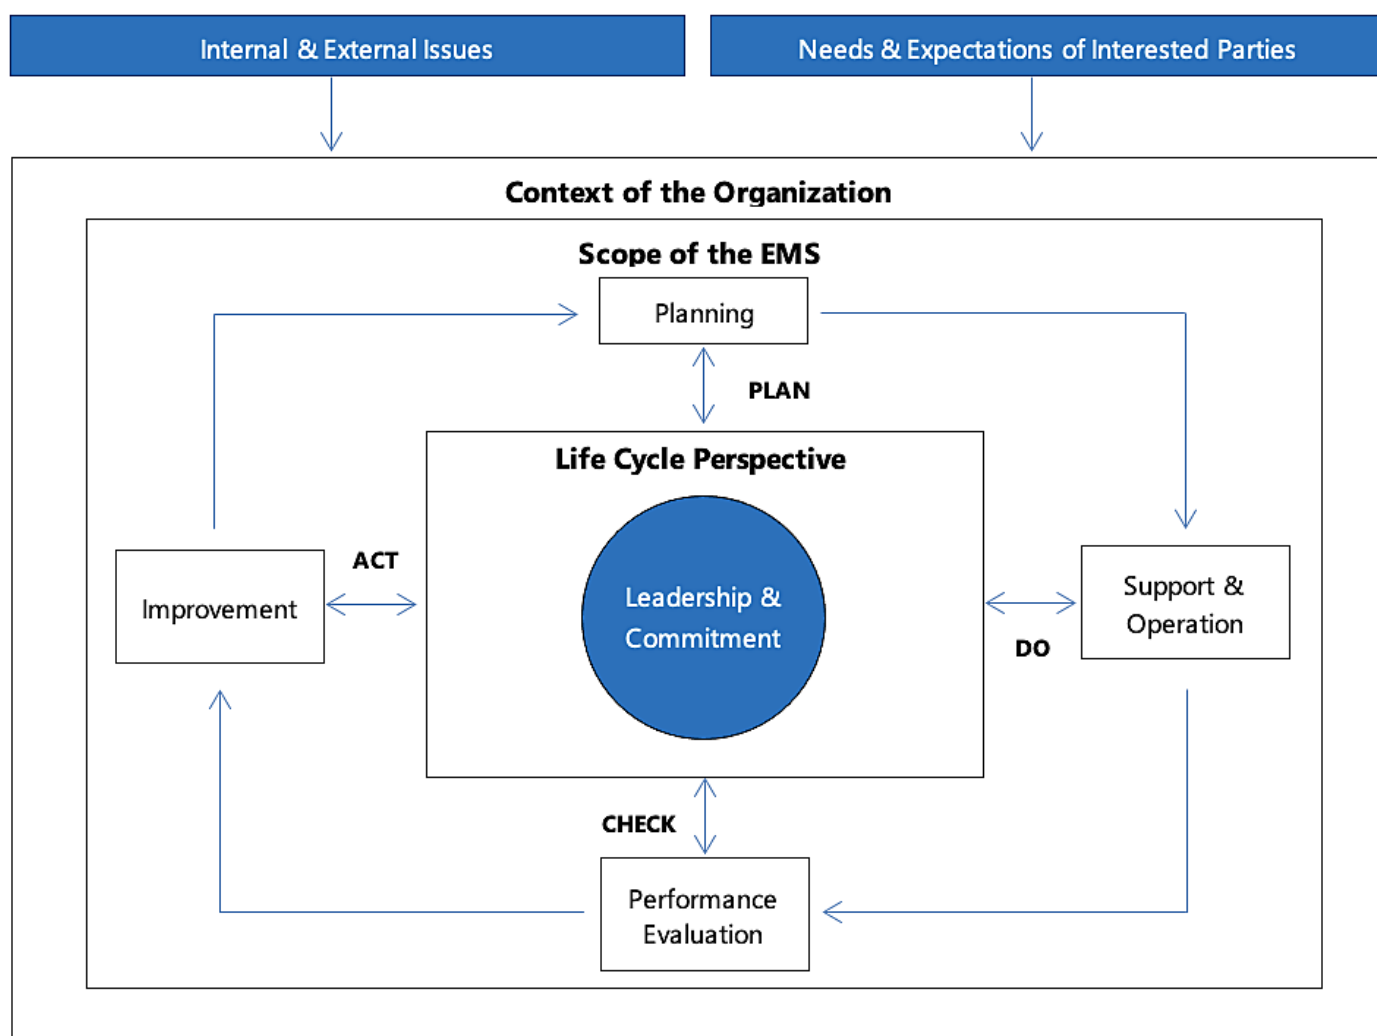 Internal & External Issues
Needs & Expectations of Interested Parties
Context of the Organization
Scope of the EMS
Planning
PLAN
Life Cycle Perspective
ACT
Improvement
Leadership &
Commitment
Support &
Operation
DO
CHECK
Performance
Evaluation